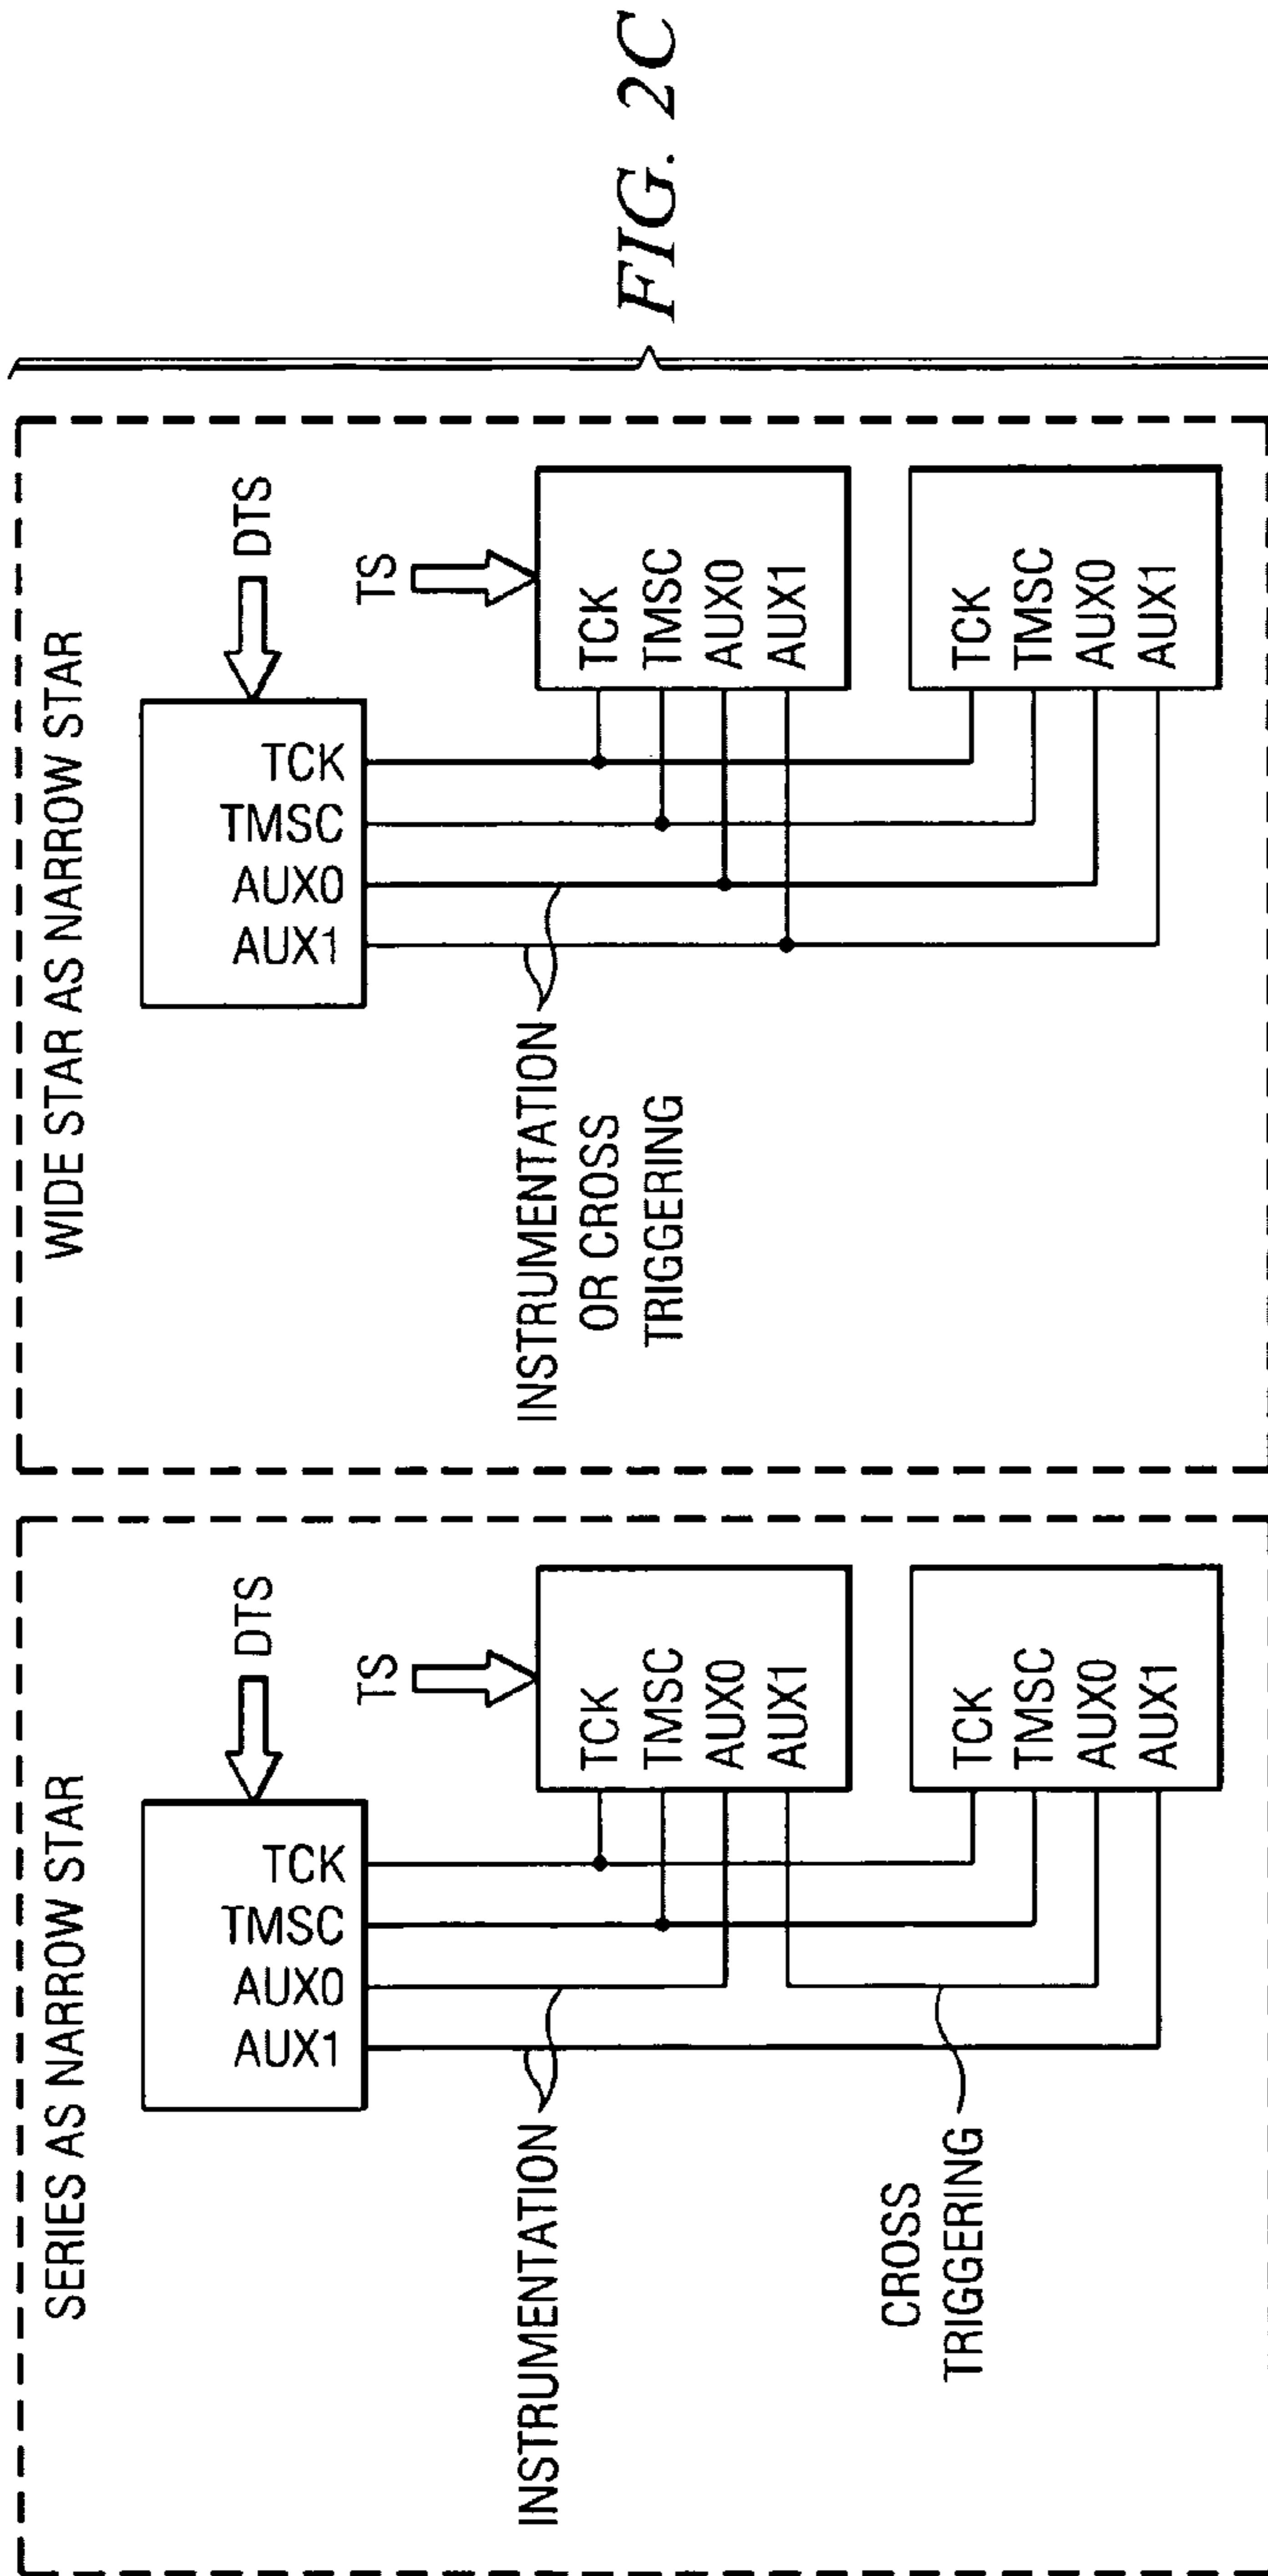 SERIES AS NARROW STAR
DTS
TCK
TMSC
AUX0
AUX1
TS
TCK
TMSC
AUX0
AUX1
TCK
TMSC
AUX0
AUX1
INSTRUMENTATION
CROSS
TRIGGERING
WIDE STAR AS NARROW STAR
DTS
TCK
TMSC
AUX0
AUX1
TS
TCK
TMSC
AUX0
AUX1
TCK
TMSC
AUX0
AUX1
INSTRUMENTATION
OR CROSS
TRIGGERING
FIG. 2C